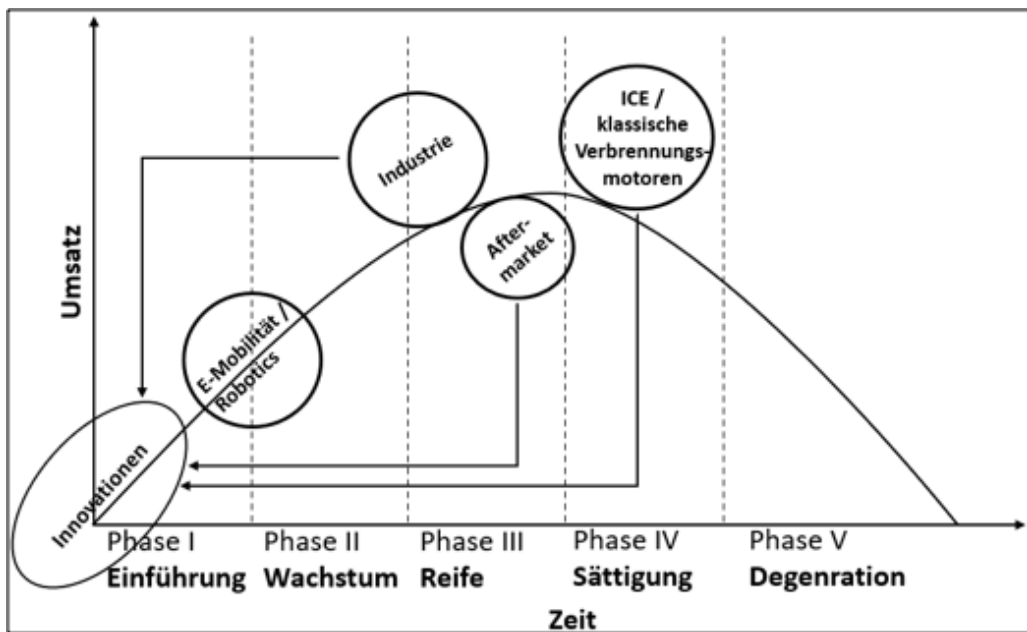 ICE /
klassische
Verbrennungs-
motoren
Industrie
After-
market
E-Mobilität /
Robotics
Innovationen
Umsatz
Phase I
Phase II
Phase III
Phase IV
Phase V
Einführung
Wachstum
Reife
Sättigung
Degenration
Zeit